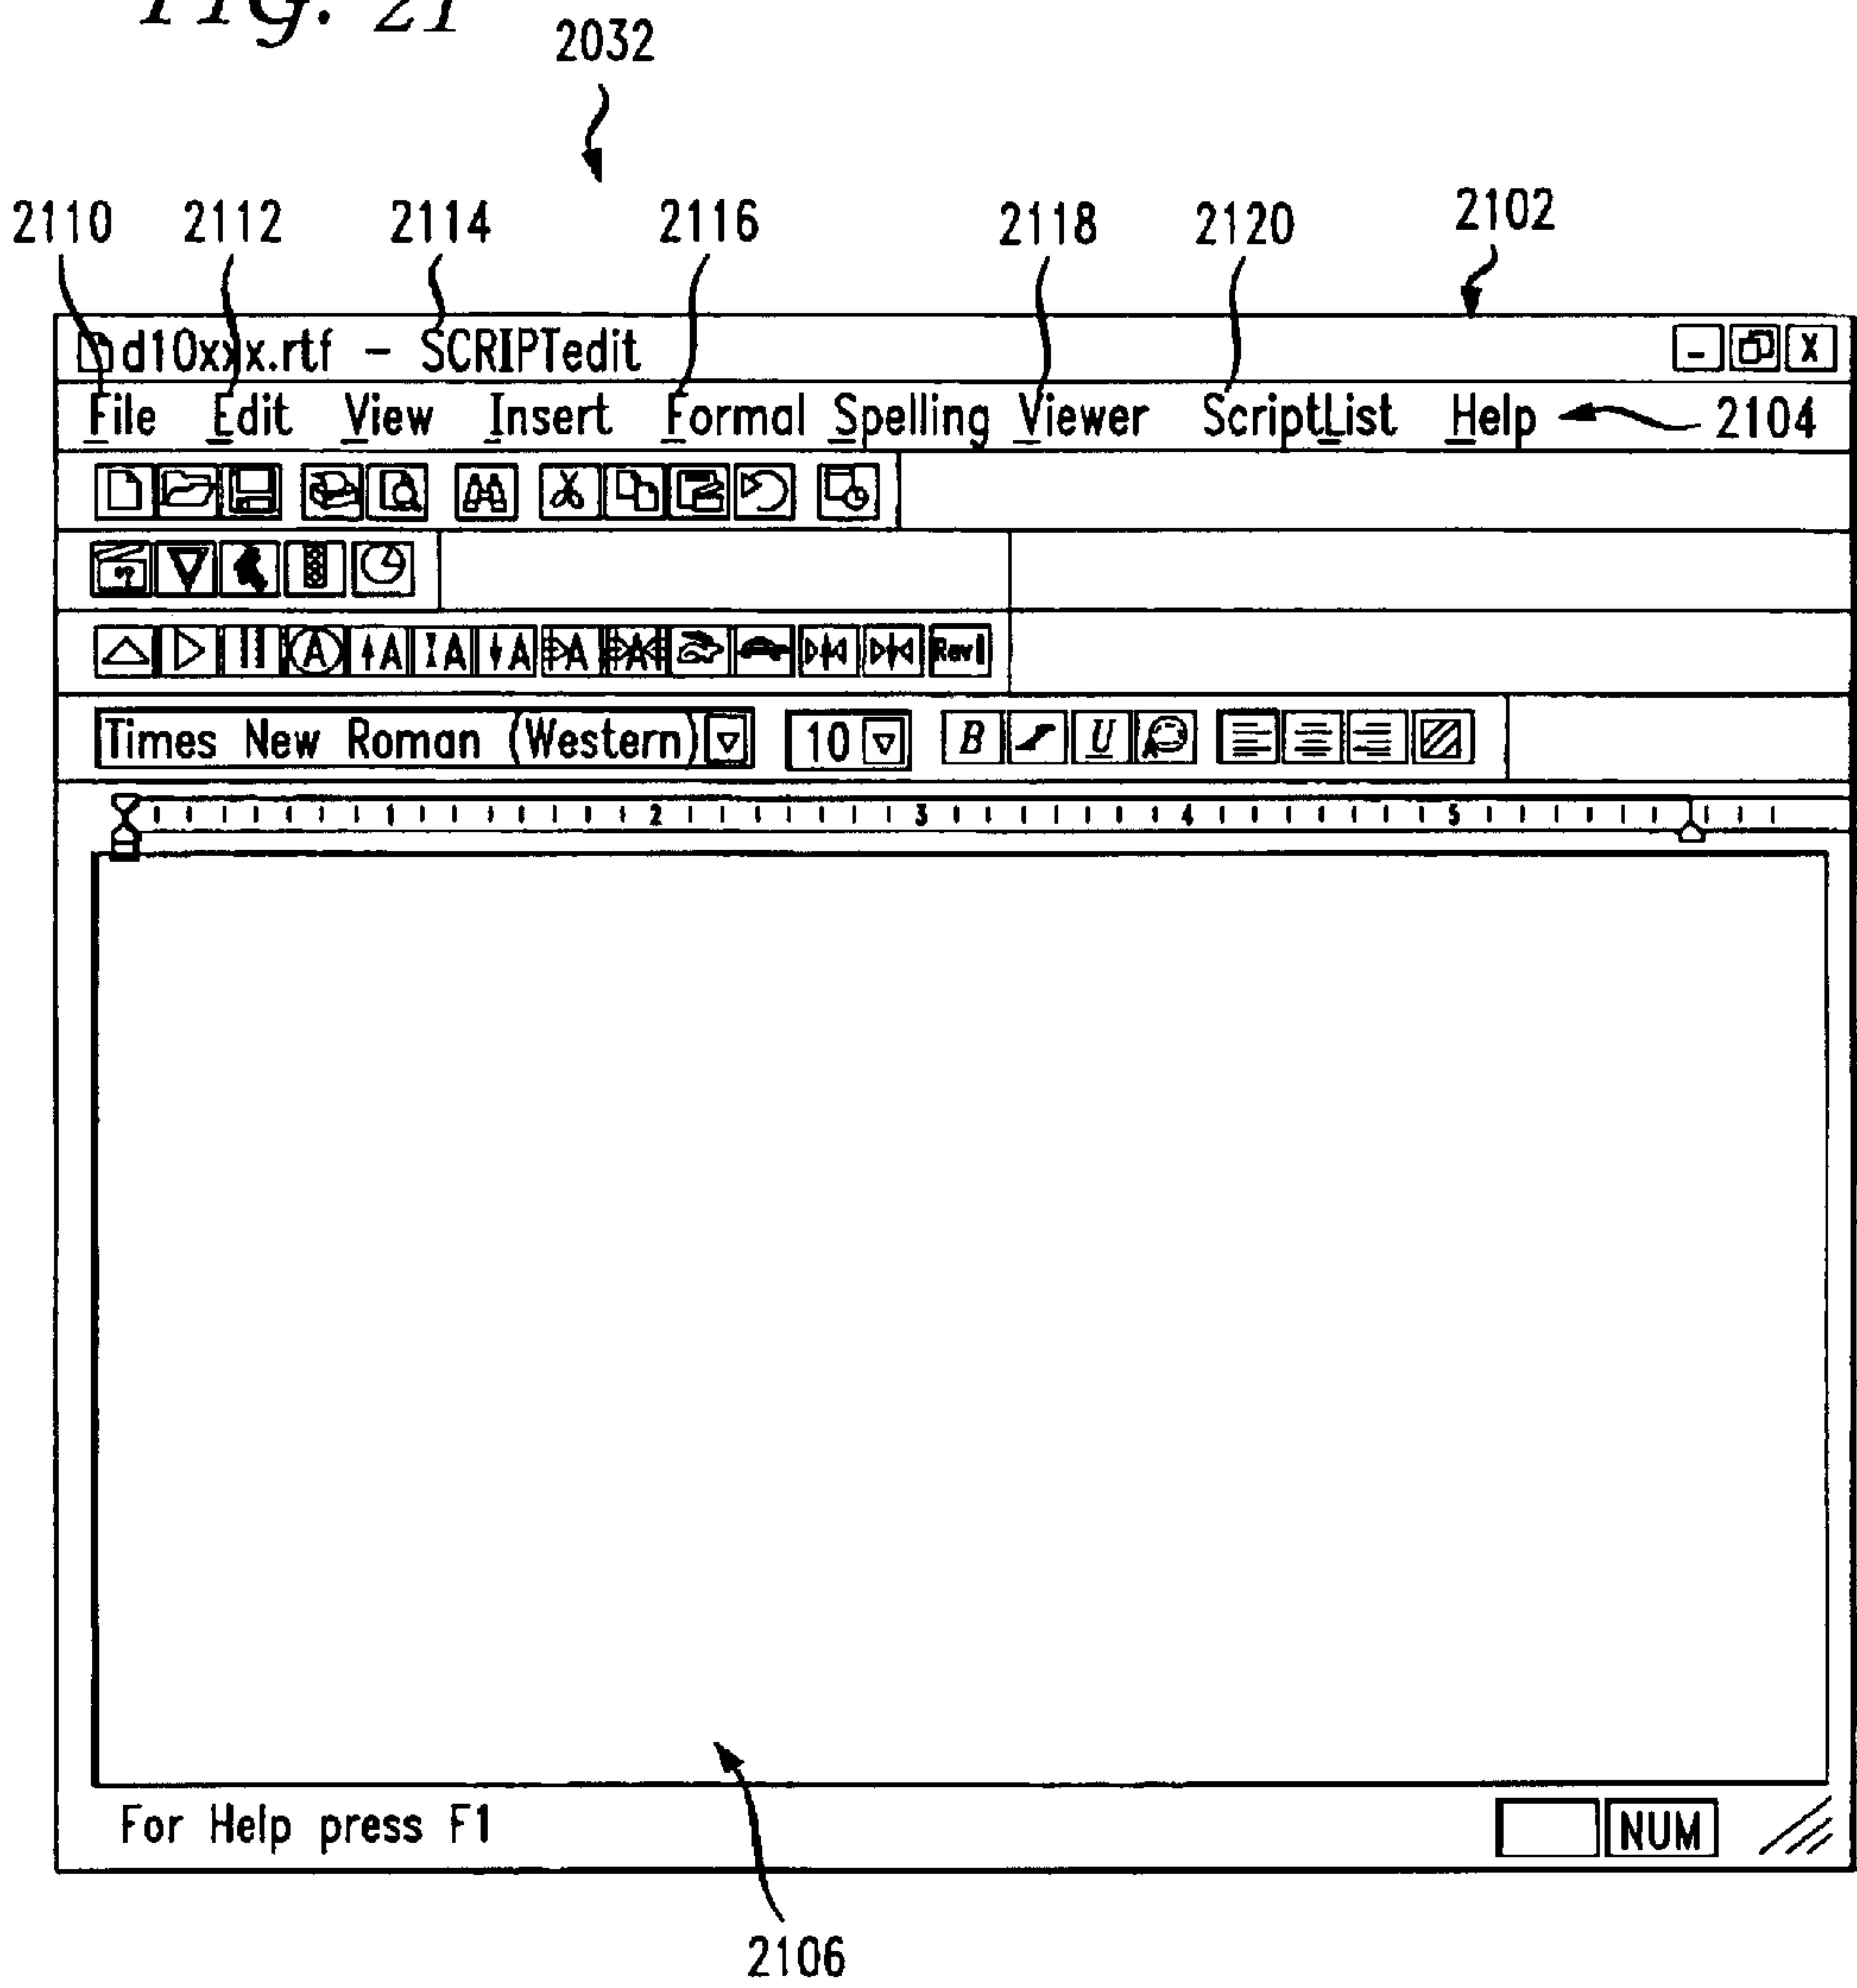 FIG. 21
2032
2110 2112 2114 2116 2118 2120 2102
d10xxx.rtf - SCRIPTedit X
File Edit View Insert Formal Spelling Viewer ScriptList Help 2104
A A A A A A Rev I
Times New Roman (Western) 10 B I U
1 2 3 4 5
For Help press F1 NUM
2106